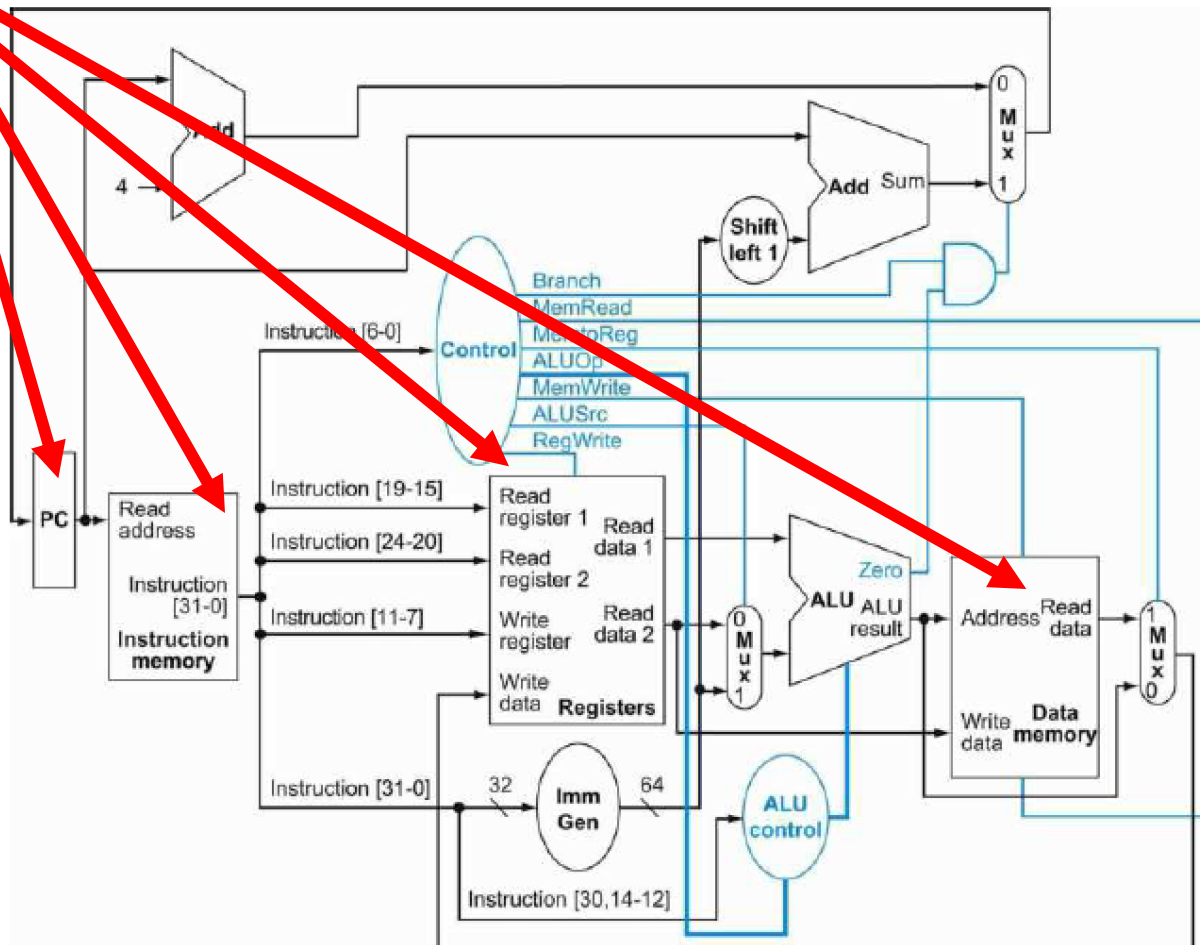 Add
4
Add Sum
0
Mux
1
Shift
left 1
Branch
MemRead
MemtoReg
ALUOp
MemWrite
ALUSrc
RegWrite
Instruction [6-0]
Control
PC
Read
address
Instruction
[31-0]
Instruction
memory
Instruction [19-15]
Instruction [24-20]
Instruction [11-7]
Read
register 1
Read
register 2
Write
register
Write
data
Read
data 1
Read
data 2
Registers
0
Mux
1
Zero
ALU ALU
result
Address
Read
data
Write
data
Data
memory
1
Mux
0
Instruction [31-0]
32
Imm
Gen
64
ALU
control
Instruction [30,14-12]